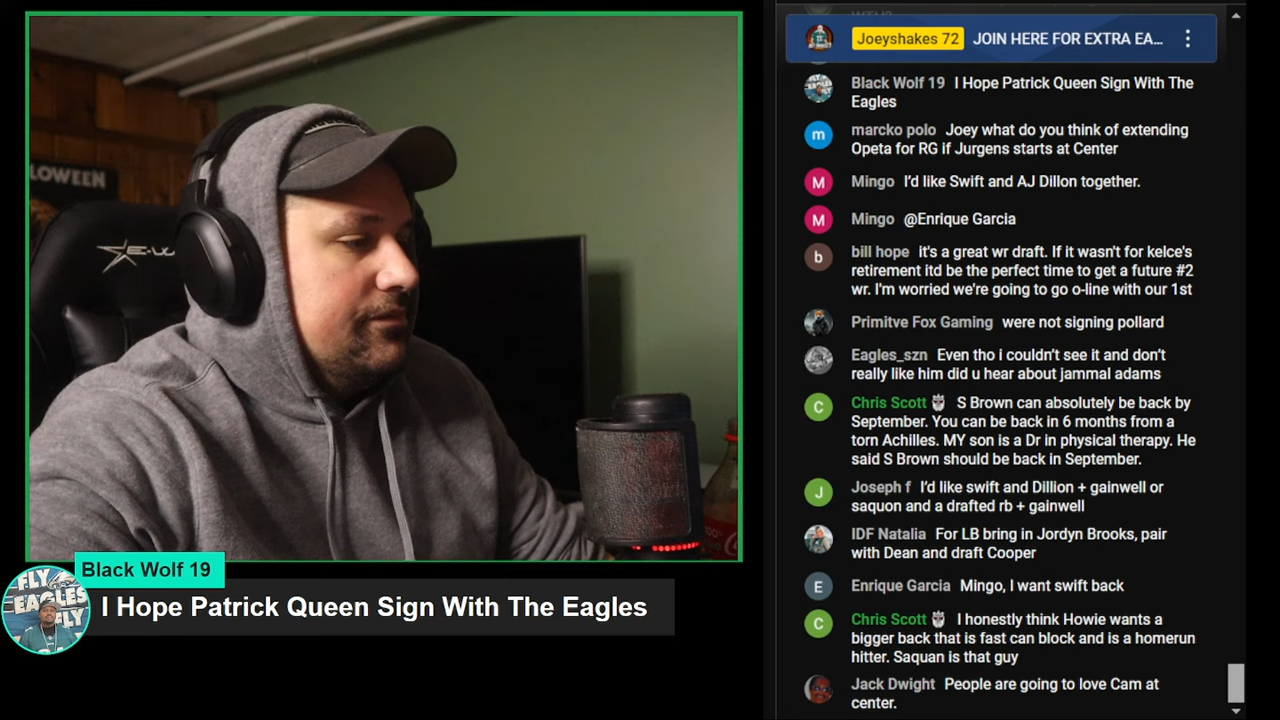 LOWEEN
Black Wolf 19
I Hope Patrick Queen Sign With The Eagles
FLY
EAGLES
FLY
Joeyshakes 72 JOIN HERE FOR EXTRA EA...
Black Wolf 19 I Hope Patrick Queen Sign With The
Eagles
marcko polo Joey what do you think of extending
Opeta for RG if Jurgens starts at Center
Mingo I'd like Swift and AJ Dillon together.
Mingo @Enrique Garcia
bill hope it's a great wr draft. If it wasn't for kelce's
retirement itd be the perfect time to get a future #2
wr. I'm worried we're going to go o-line with our 1st
Primitve Fox Gaming were not signing pollard
Eagles_szn Even tho i couldn't see it and don't
really like him did u hear about jammal adams
Chris Scott S Brown can absolutely be back by
September. You can be back in 6 months from a
torn Achilles. MY son is a Dr in physical therapy. He
said S Brown should be back in September.
Joseph f I'd like swift and Dillion + gainwell or
saquon and a drafted rb + gainwell
IDF Natalia For LB bring in Jordyn Brooks, pair
with Dean and draft Cooper
Enrique Garcia Mingo, I want swift back
Chris Scott I honestly think Howie wants a
bigger back that is fast can block and is a homerun
hitter. Saquan is that guy
Jack Dwight People are going to love Cam at
center.